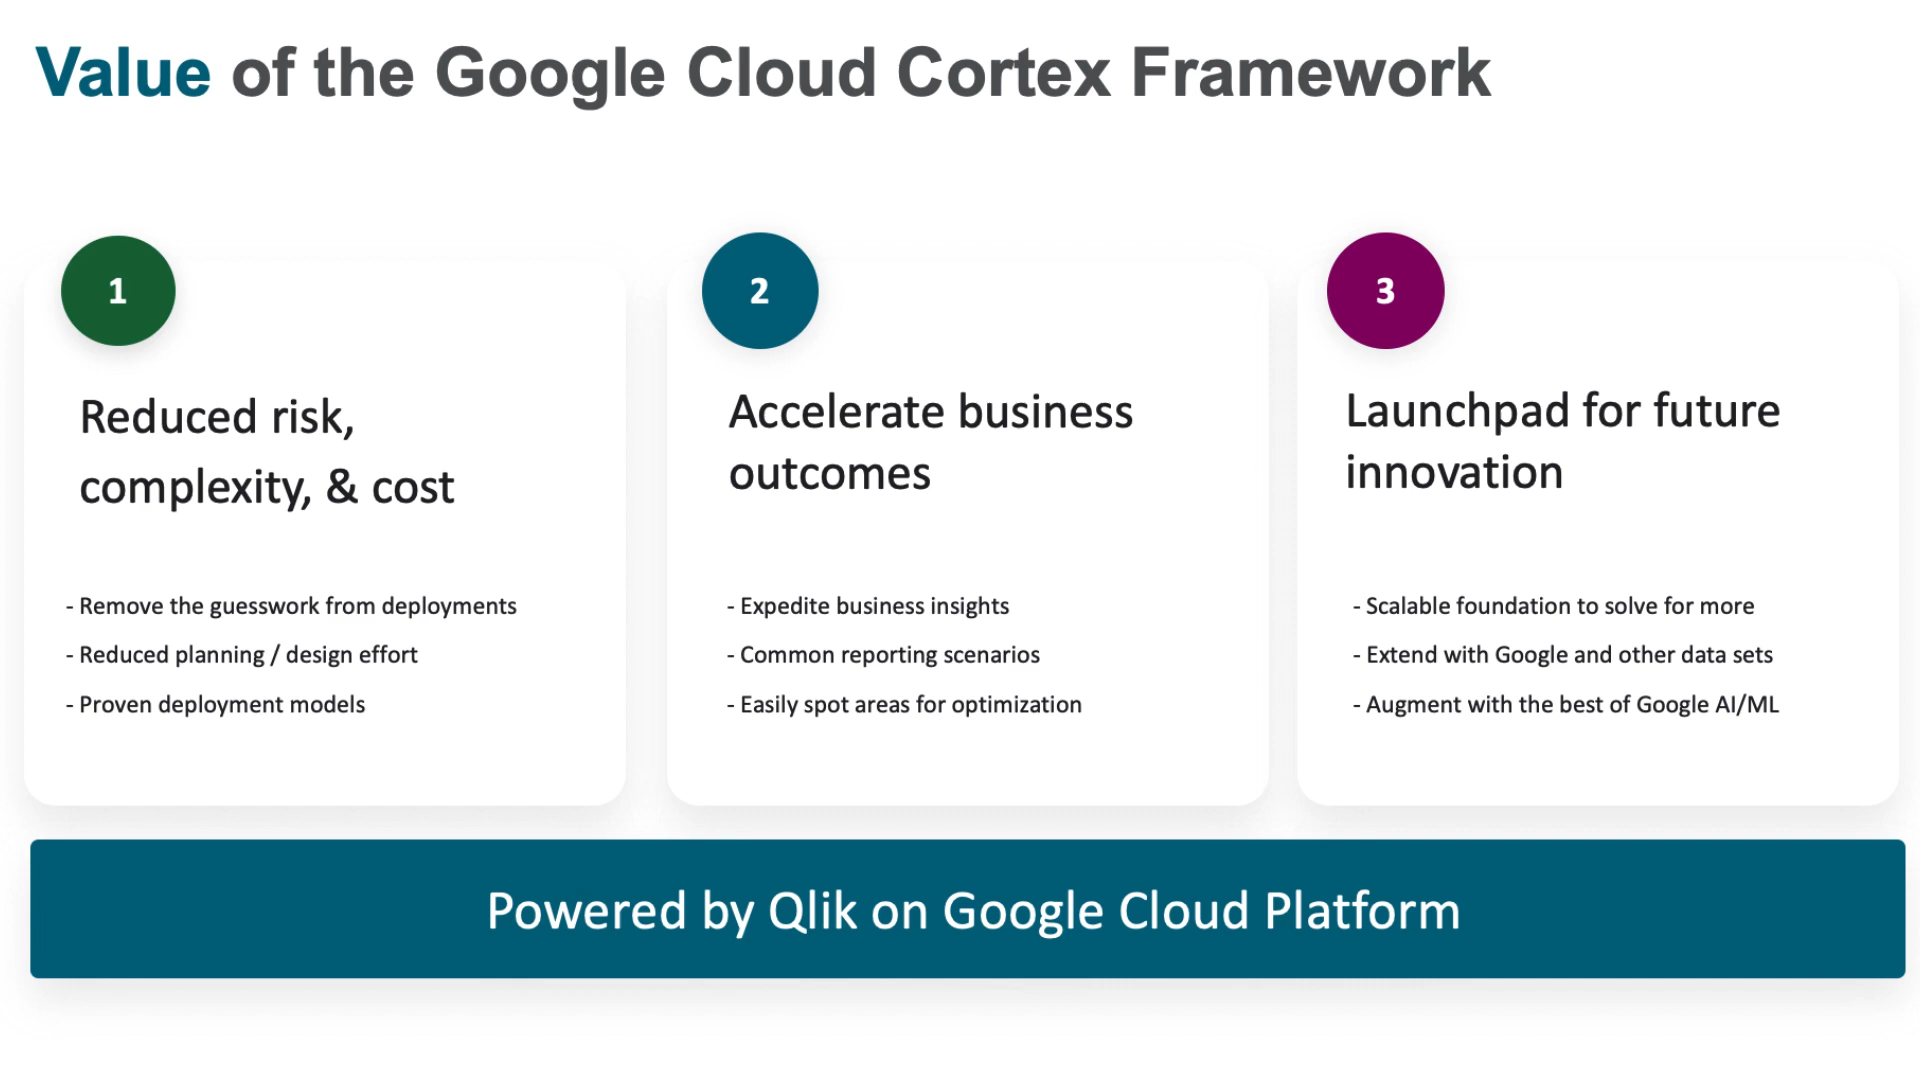 Value of the Google Cloud Cortex Framework
1
Reduced risk,
complexity, & cost
- Remove the guesswork from deployments
- Reduced planning / design effort
- Proven deployment models
2
Accelerate business
outcomes
- Expedite business insights
- Common reporting scenarios
- Easily spot areas for optimization
3
Launchpad for future
innovation
- Scalable foundation to solve for more
- Extend with Google and other data sets
- Augment with the best of Google AI/ML
Powered by Qlik on Google Cloud Platform